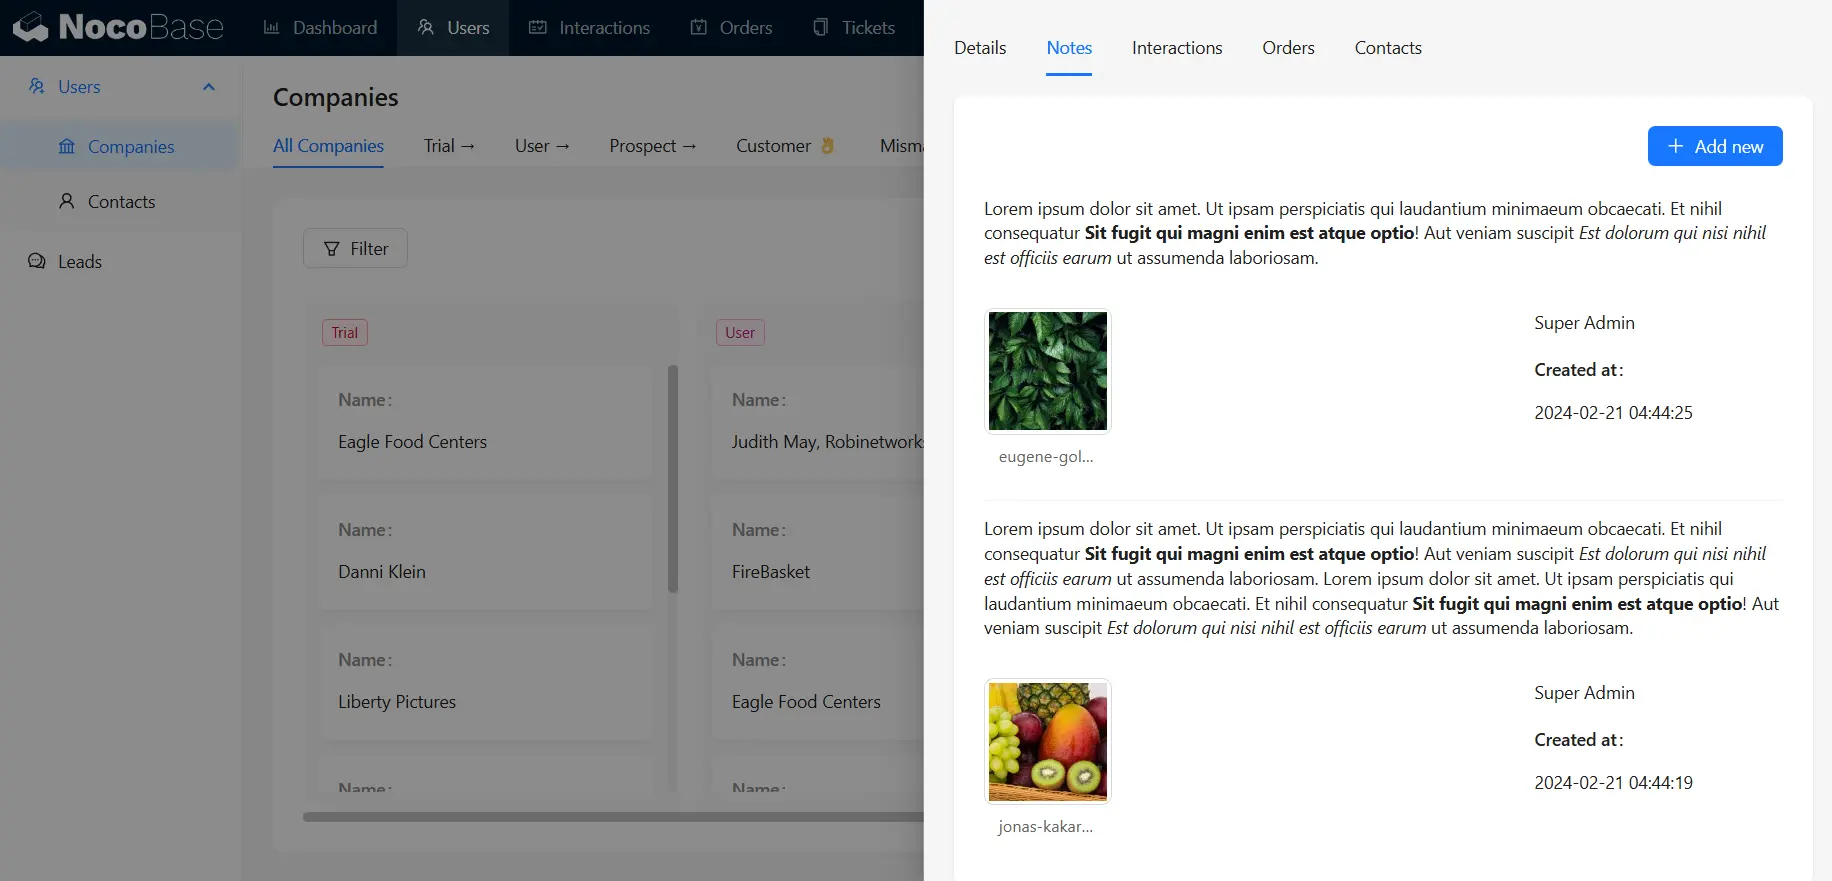 NocoBase
Dashboard
Users
Interactions
Orders
Tickets
Users
Companies
Contacts
Leads
Companies
All Companies
Trial →
User →
Prospect →
Customer 👌
Filter
Trial
Name:
Eagle Food Centers
Name:
Danni Klein
Name:
Liberty Pictures
Name:
User
Name:
Judith May, Robinetwork
Name:
FireBasket
Name:
Eagle Food Centers
Name:
Details
Notes
Interactions
Orders
Contacts
+ Add new
Lorem ipsum dolor sit amet. Ut ipsam perspiciatis qui laudantium minimaeum obcaecati. Et nihil
consequatur Sit fugit qui magni enim est atque optio! Aut veniam suscipit Est dolorum qui nisi nihil
est officiis earum ut assumenda laboriosam.
eugene-gol...
Super Admin
Created at:
2024-02-21 04:44:25
Lorem ipsum dolor sit amet. Ut ipsam perspiciatis qui laudantium minimaeum obcaecati. Et nihil
consequatur Sit fugit qui magni enim est atque optio! Aut veniam suscipit Est dolorum qui nisi nihil
est officiis earum ut assumenda laboriosam. Lorem ipsum dolor sit amet. Ut ipsam perspiciatis qui
laudantium minimaeum obcaecati. Et nihil consequatur Sit fugit qui magni enim est atque optio! Aut
veniam suscipit Est dolorum qui nisi nihil est officiis earum ut assumenda laboriosam.
jonas-kakar...
Super Admin
Created at:
2024-02-21 04:44:19